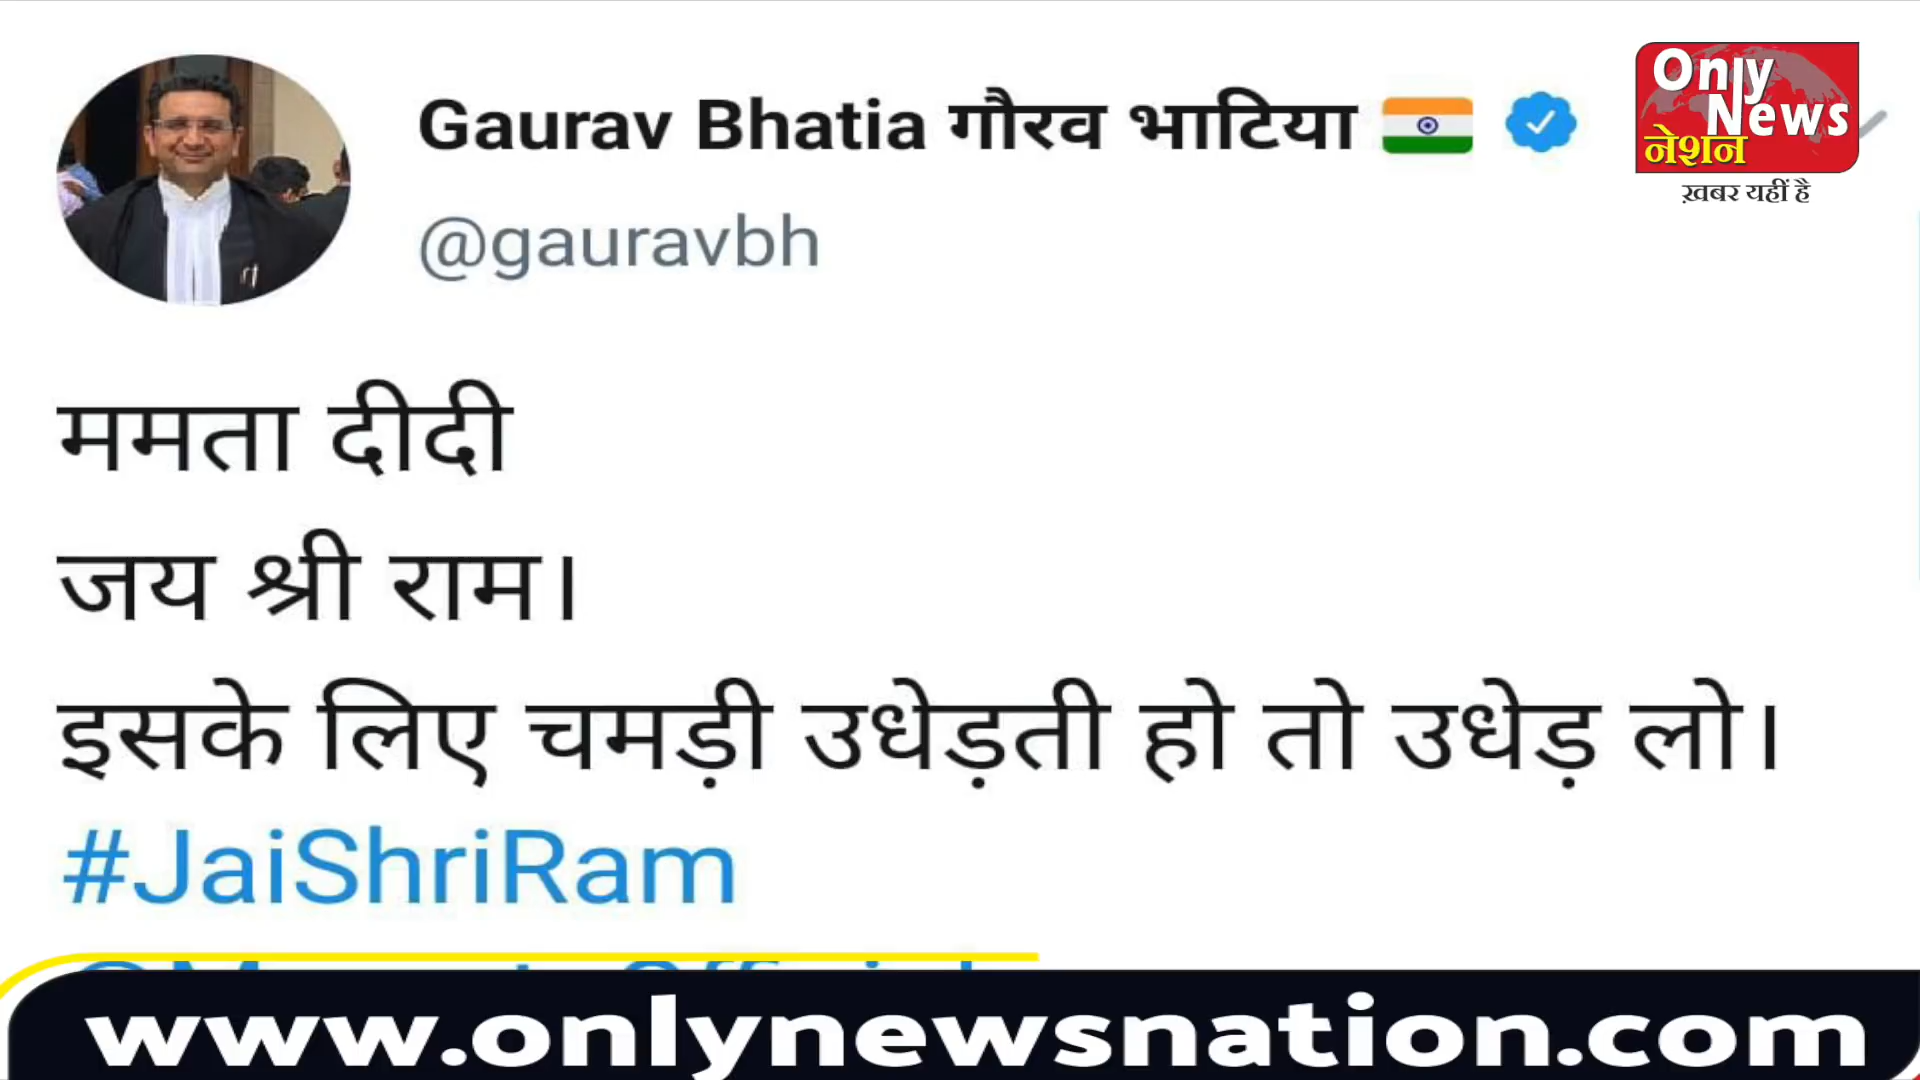 Gaurav Bhatia गौरव भाटिया
@gauravbh
Only
News
नेशन
ख़बर यहीं है
ममता दीदी
जय श्री राम।
इसके लिए चमड़ी उधेड़ती हो तो उधेड़ लो।
#JaiShriRam
www.onlynewsnation.com